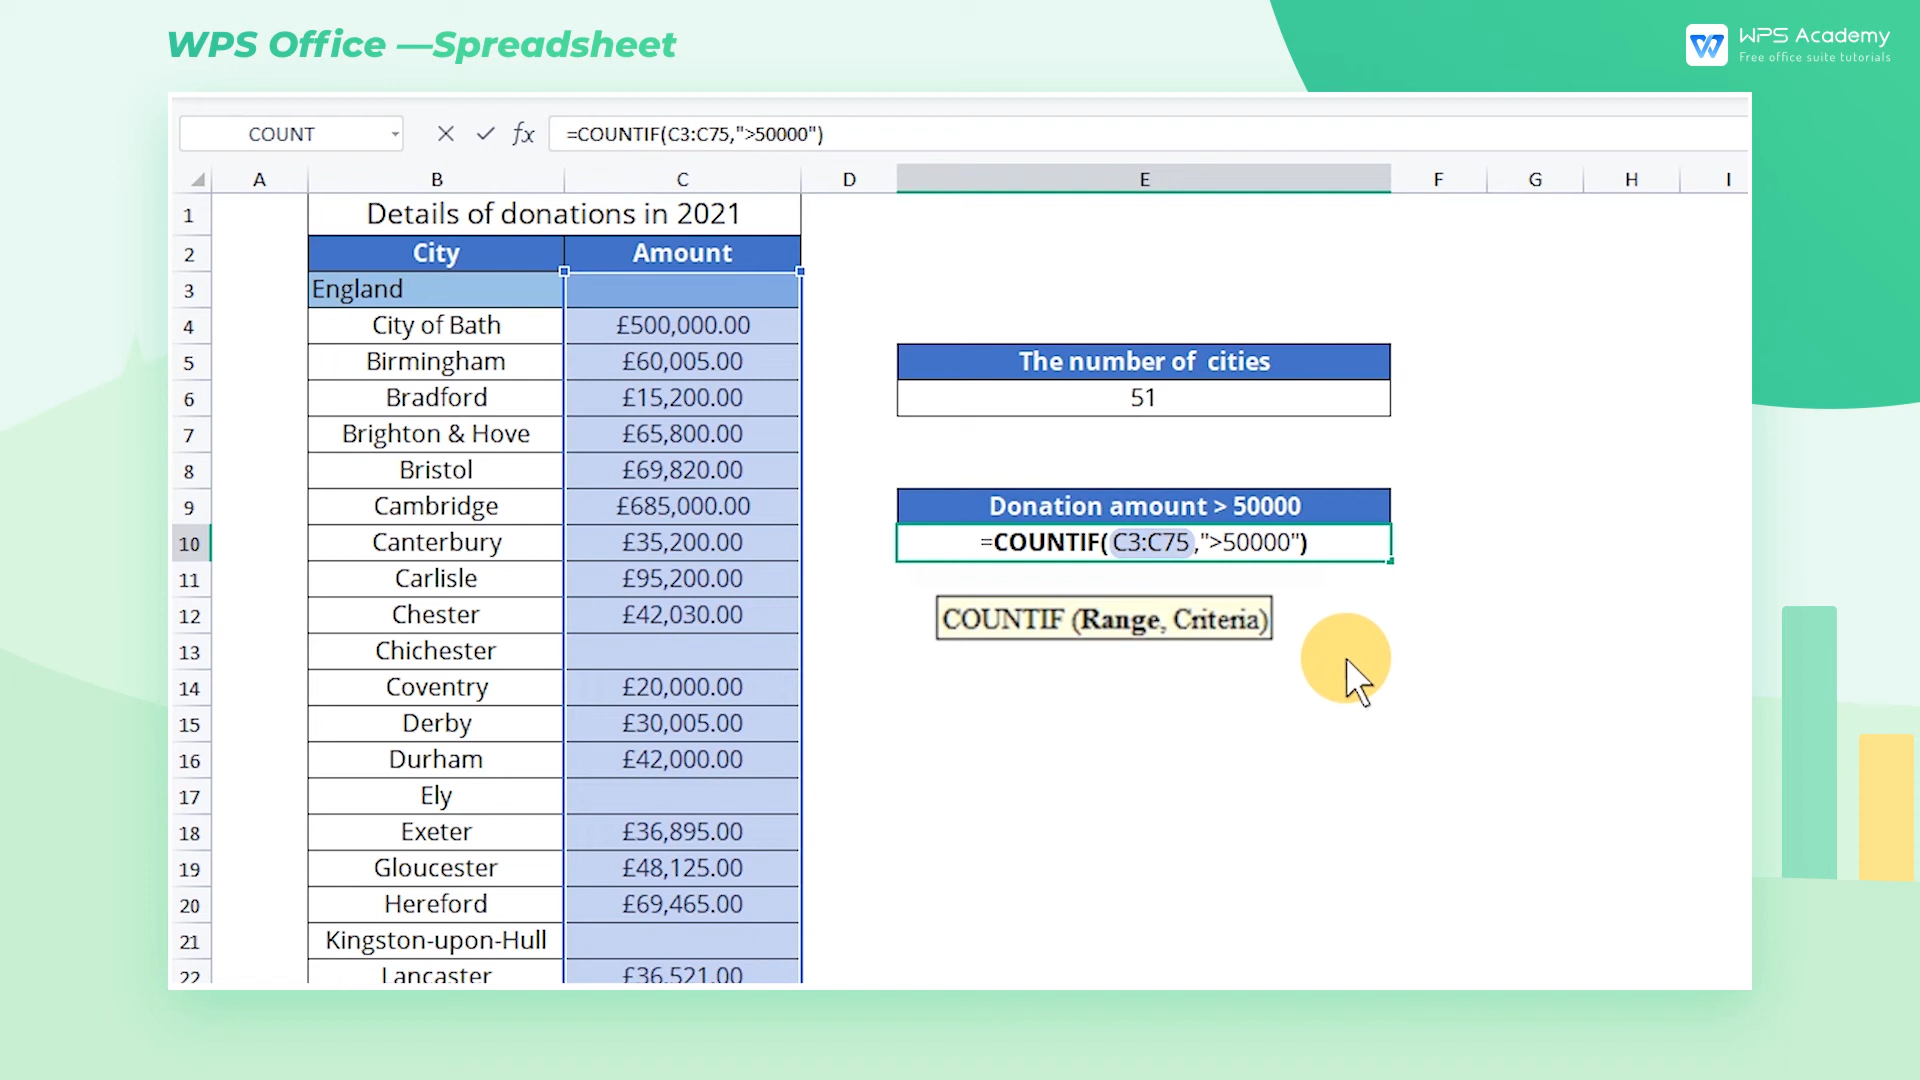 WPS Office —Spreadsheet
WPS Academy
Free office suite tutorials
COUNT fx =COUNTIF(C3:C75,">50000")
A B C D E F G H I
1 Details of donations in 2021
2 City Amount
3 England
4 City of Bath £500,000.00
5 Birmingham £60,005.00 The number of cities
6 Bradford £15,200.00 51
7 Brighton & Hove £65,800.00
8 Bristol £69,820.00
9 Cambridge £685,000.00 Donation amount > 50000
10 Canterbury £35,200.00 =COUNTIF(C3:C75,">50000")
11 Carlisle £95,200.00
12 Chester £42,030.00 COUNTIF (Range, Criteria)
13 Chichester
14 Coventry £20,000.00
15 Derby £30,005.00
16 Durham £42,000.00
17 Ely
18 Exeter £36,895.00
19 Gloucester £48,125.00
20 Hereford £69,465.00
21 Kingston-upon-Hull
22 Lancaster £36,521.00